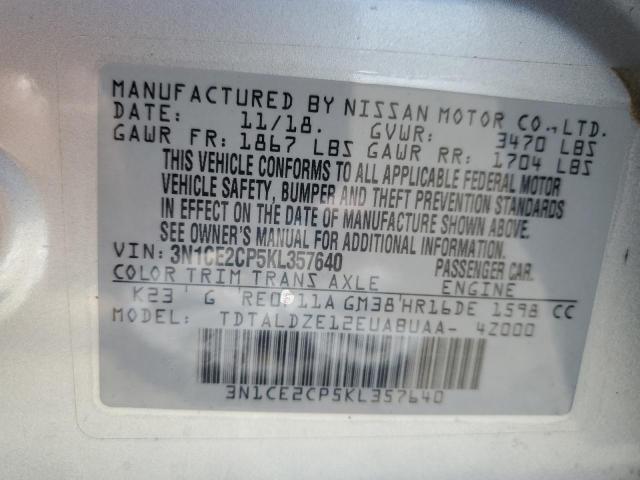 MANUFACTURED BY NISSAN MOTOR CO., LTD.
DATE: 11/18. GVWR: 3470 LBS
GAWR FR: 1867 LBS GAWR RR: 1704 LBS
THIS VEHICLE CONFORMS TO ALL APPLICABLE FEDERAL MOTOR
VEHICLE SAFETY, BUMPER AND THEFT PREVENTION STANDARDS
IN EFFECT ON THE DATE OF MANUFACTURE SHOWN ABOVE.
SEE OWNER'S MANUAL FOR ADDITIONAL INFORMATION.
VIN: 3N1CE2CP5KL357640 PASSENGER CAR.
COLOR TRIM TRANS AXLE ENGINE
K23 G RE0F11A GM38 HR16DE 1598 CC
MODEL: TDTALDZE12EUA8UAA- 4Z000
3N1CE2CP5KL357640